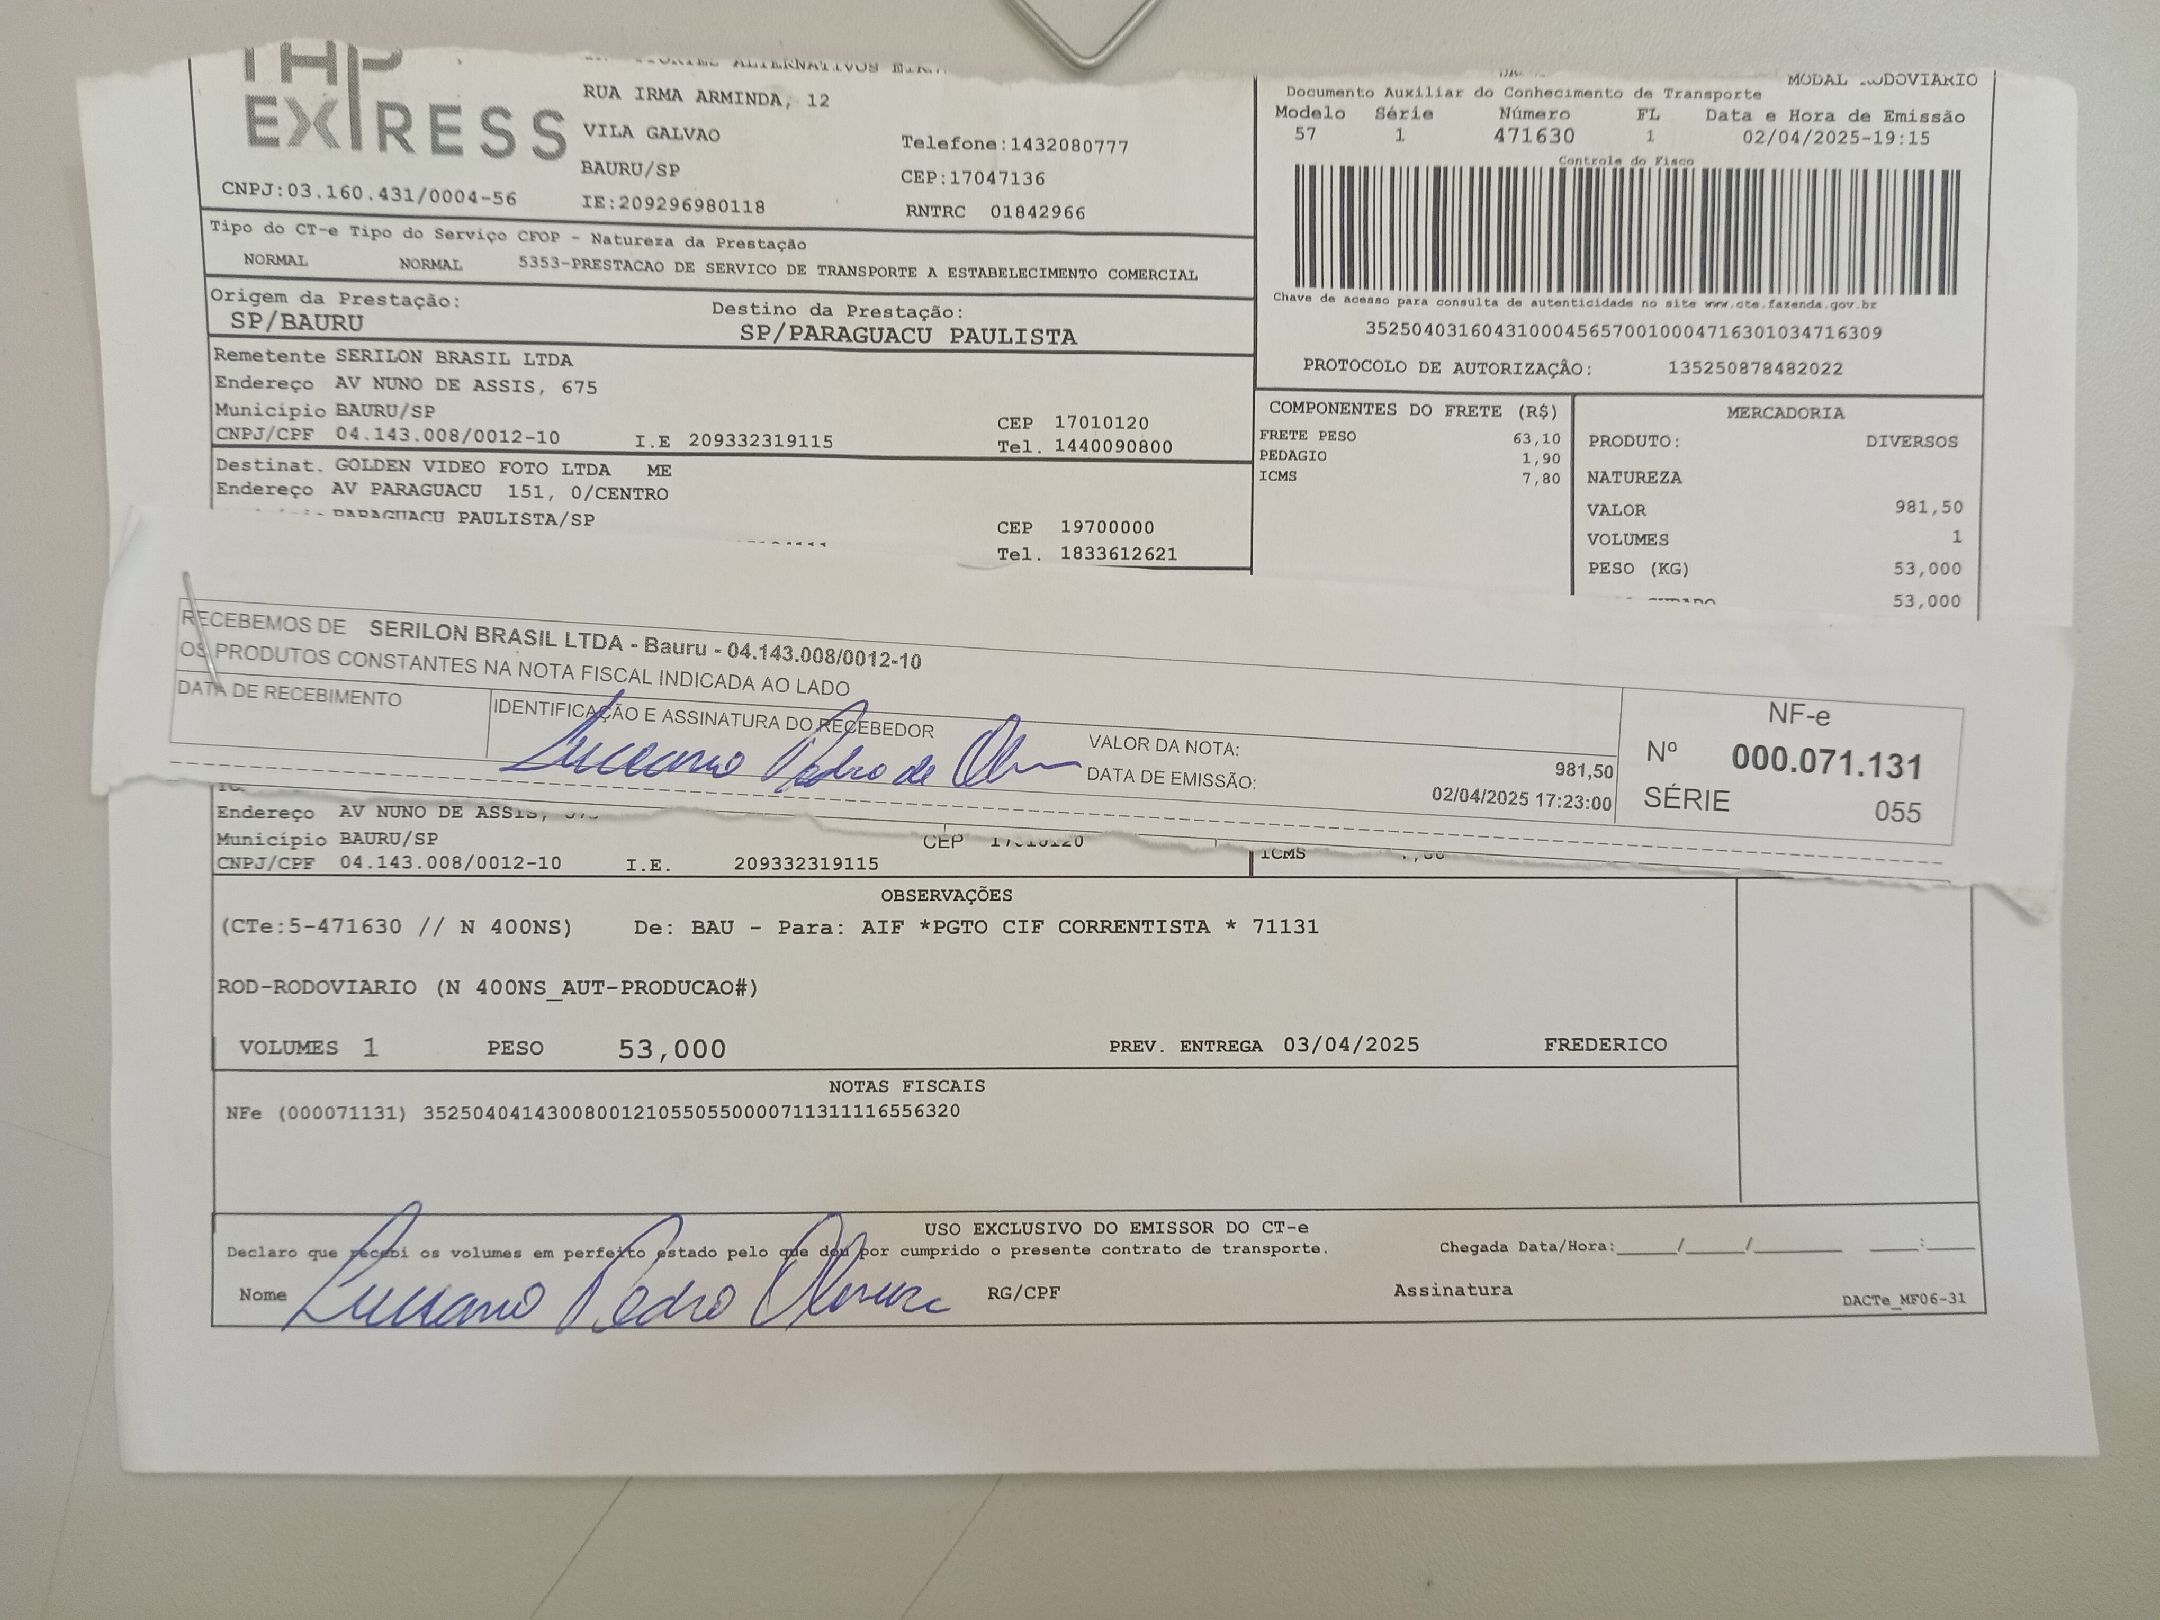 EXPRESS
RUA IRMA ARMINDA, 12
VILA GALVAO
Telefone:1432080777
BAURU/SP
CEP:17047136
CNPJ:03.160.431/0004-56
IE:209296980118
RNTRC 01842966
MODAL RODOVIARIO
Documento Auxiliar do Conhecimento de Transporte
Modelo Série Número FL Data e Hora de Emissão
57 1 471630 1 02/04/2025-19:15
Controle do Fisco
Chave de acesso para consulta de autenticidade no site www.cte.fazenda.gov.br
35250403160431000456570010004716301034716309
PROTOCOLO DE AUTORIZAÇÂO: 135250878482022
Tipo do CT-e Tipo do Serviço CFOP - Natureza da Prestação
NORMAL NORMAL 5353-PRESTACAO DE SERVICO DE TRANSPORTE A ESTABELECIMENTO COMERCIAL
Origem da Prestação: Destino da Prestação:
SP/BAURU SP/PARAGUACU PAULISTA
Remetente SERILON BRASIL LTDA
Endereço AV NUNO DE ASSIS, 675
Município BAURU/SP CEP 17010120
CNPJ/CPF 04.143.008/0012-10 I.E 209332319115 Tel. 1440090800
Destinat. GOLDEN VIDEO FOTO LTDA ME
Endereço AV PARAGUACU 151, 0/CENTRO
PARAGUACU PAULISTA/SP CEP 19700000
Tel. 1833612621
COMPONENTES DO FRETE (R$)
FRETE PESO 63,10
PEDAGIO 1,90
ICMS 7,80
MERCADORIA
PRODUTO: DIVERSOS
NATUREZA
VALOR 981,50
VOLUMES 1
PESO (KG) 53,000
53,000
RECEBEMOS DE SERILON BRASIL LTDA - Bauru - 04.143.008/0012-10
OS PRODUTOS CONSTANTES NA NOTA FISCAL INDICADA AO LADO
DATA DE RECEBIMENTO
IDENTIFICAÇÃO E ASSINATURA DO RECEBEDOR
Luciano Pedro de
VALOR DA NOTA: 981,50
DATA DE EMISSÃO: 02/04/2025 17:23:00
NF-e
Nº 000.071.131
SÉRIE 055
Endereço AV NUNO DE ASSIS,
Município BAURU/SP CEP
CNPJ/CPF 04.143.008/0012-10 I.E. 209332319115
ICMS
OBSERVAÇÕES
(CTe:5-471630 // N 400NS) De: BAU - Para: AIF *PGTO CIF CORRENTISTA * 71131
ROD-RODOVIARIO (N 400NS_AUT-PRODUCAO#)
VOLUMES 1 PESO 53,000 PREV. ENTREGA 03/04/2025 FREDERICO
NOTAS FISCAIS
NFe (000071131) 35250404143008001210550550000711311116556320
USO EXCLUSIVO DO EMISSOR DO CT-e
Declaro que recebi os volumes em perfeito estado pelo que dou por cumprido o presente contrato de transporte. Chegada Data/Hora:_____/_____/________ ____:____
Nome Luciano Pedro Oliveira RG/CPF Assinatura
DACTe_MF06-31